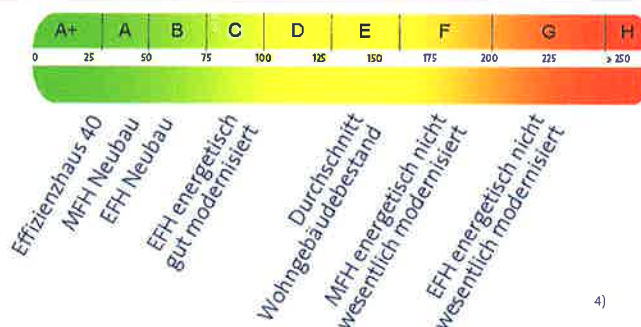 A+ A B C D E F G H
0 25 50 75 100 125 150 175 200 225 > 250
Effizienzhaus 40
MFH Neubau
EFH Neubau
EFH energetisch
gut modernisiert
Durchschnitt
Wohngebäudebestand
MFH energetisch nicht
wesentlich modernisiert
EFH energetisch nicht
wesentlich modernisiert
4)